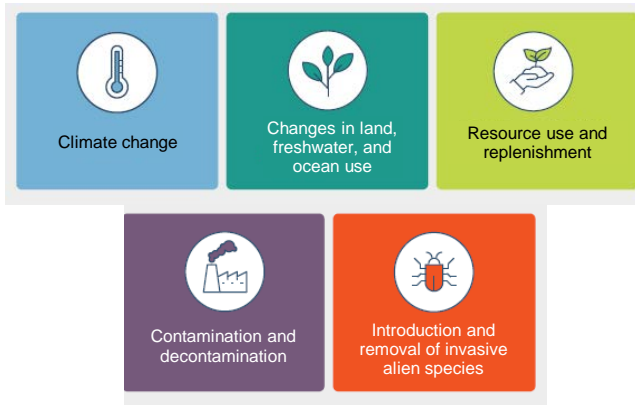 Climate change
Changes in land,
freshwater, and
ocean use
Resource use and
replenishment
Contamination and
decontamination
Introduction and
removal of invasive
alien species